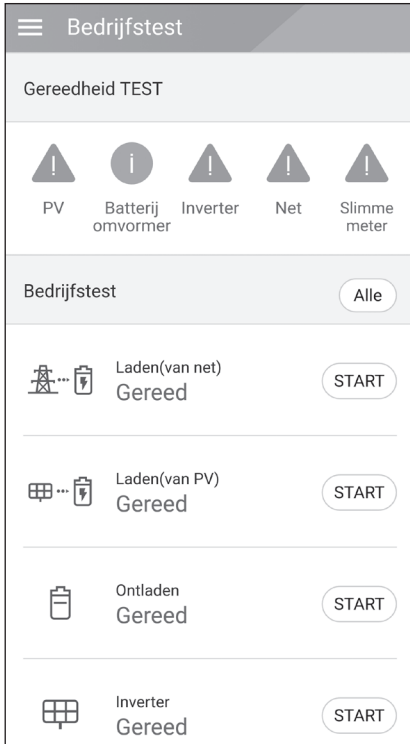 Bedrijfstest
Gereedheid TEST
PV
Batterij
omvormer
Inverter
Net
Slimme
meter
Bedrijfstest
Alle
Laden(van net)
Gereed
START
Laden(van PV)
Gereed
START
Ontladen
Gereed
START
Inverter
Gereed
START